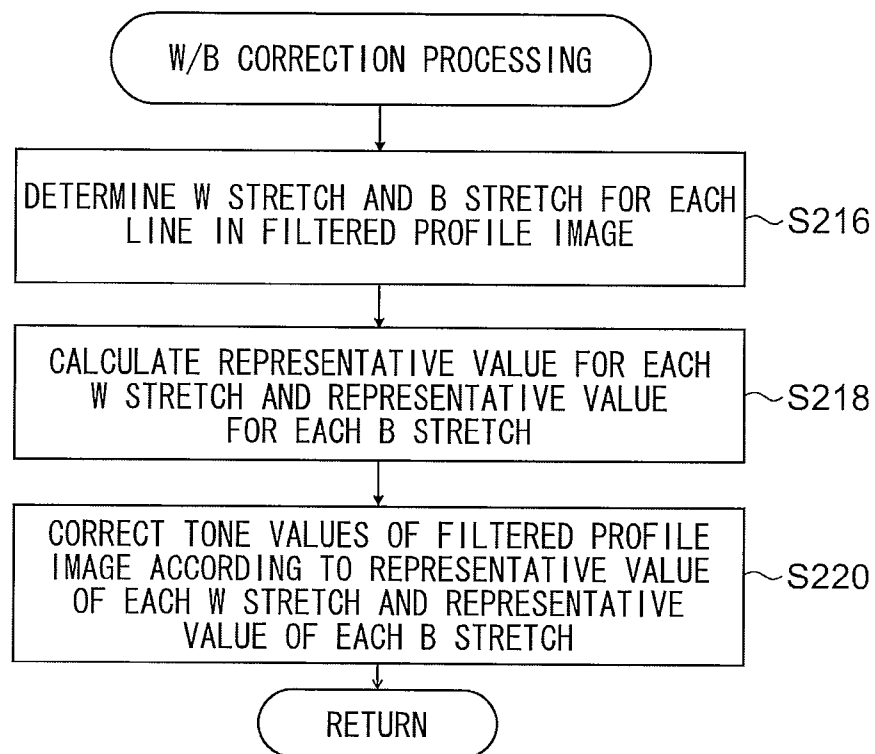 W/B CORRECTION PROCESSING
DETERMINE W STRETCH AND B STRETCH FOR EACH
LINE IN FILTERED PROFILE IMAGE
S216
CALCULATE REPRESENTATIVE VALUE FOR EACH
W STRETCH AND REPRESENTATIVE VALUE
FOR EACH B STRETCH
S218
CORRECT TONE VALUES OF FILTERED PROFILE
IMAGE ACCORDING TO REPRESENTATIVE VALUE
OF EACH W STRETCH AND REPRESENTATIVE
VALUE OF EACH B STRETCH
S220
RETURN